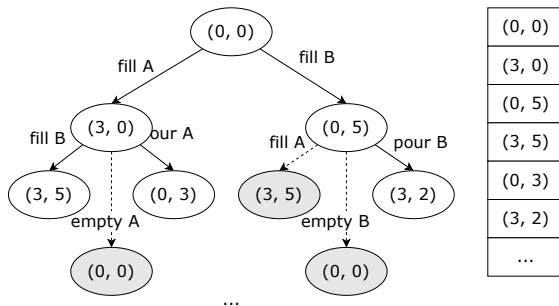 (0, 0)
fill A
fill B
(3, 0)
(0, 5)
fill B
our A
fill A
pour B
(3, 5)
(0, 3)
(3, 5)
(3, 2)
empty A
empty B
(0, 0)
(0, 0)
...
(0, 0)
(3, 0)
(0, 5)
(3, 5)
(0, 3)
(3, 2)
...